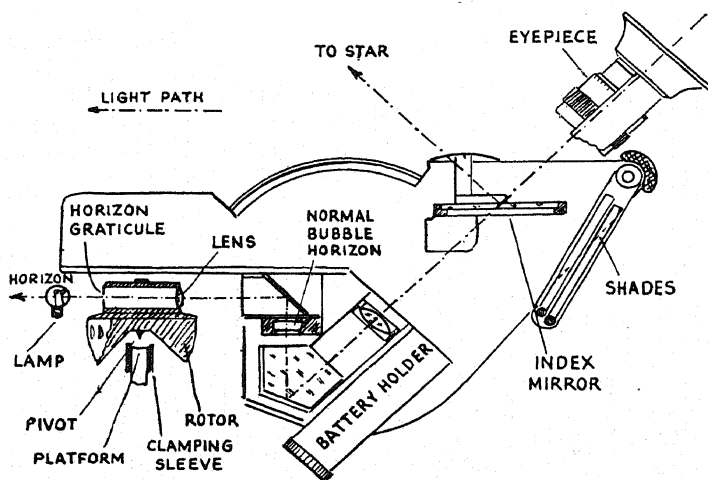 EYEPIECE
TO STAR
LIGHT PATH
HORIZON
GRATICULE
LENS
NORMAL
BUBBLE
HORIZON
HORIZON
SHADES
LAMP
INDEX
MIRROR
BATTERY HOLDER
PIVOT
ROTOR
PLATFORM
CLAMPING
SLEEVE